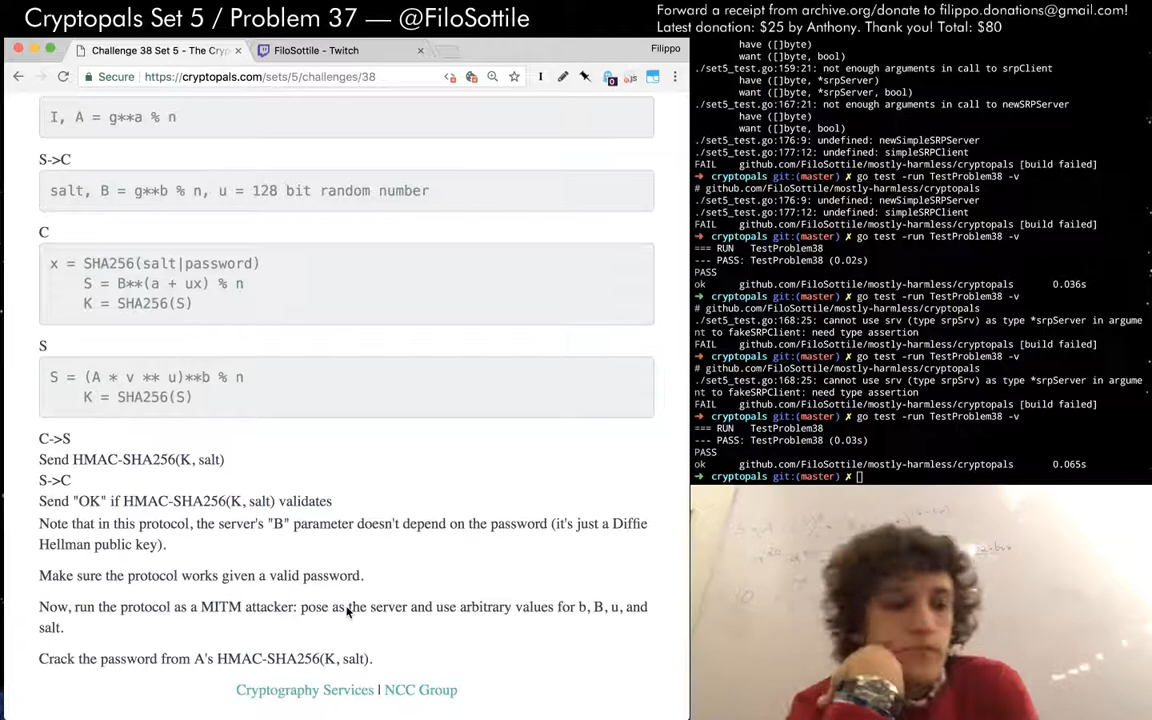 Cryptopals Set 5 / Problem 37 — @FiloSottile
Forward a receipt from archive.org/donate to filippo.donations@gmail.com!
Latest donation: $25 by Anthony. Thank you! Total: $80
Challenge 38 Set 5 - The Cryp
FiloSottile - Twitch
Filippo
Secure
https://cryptopals.com/sets/5/challenges/38
I, A = g**a % n
S->C
salt, B = g**b % n, u = 128 bit random number
C
x = SHA256(salt|password)
S = B**(a + ux) % n
K = SHA256(S)
S
S = (A * v ** u)**b % n
K = SHA256(S)
C->S
Send HMAC-SHA256(K, salt)
S->C
Send "OK" if HMAC-SHA256(K, salt) validates
Note that in this protocol, the server's "B" parameter doesn't depend on the password (it's just a Diffie
Hellman public key).
Make sure the protocol works given a valid password.
Now, run the protocol as a MITM attacker: pose as the server and use arbitrary values for b, B, u, and
salt.
Crack the password from A's HMAC-SHA256(K, salt).
Cryptography Services | NCC Group
have ([]byte)
want ([]byte, bool)
./set5_test.go:159:21: not enough arguments in call to srpClient
have ([]byte, *srpServer)
want ([]byte, *srpServer, bool)
./set5_test.go:167:21: not enough arguments in call to newSRPServer
have ([]byte)
want ([]byte, bool)
./set5_test.go:176:9: undefined: newSimpleSRPServer
./set5_test.go:177:12: undefined: simpleSRPClient
FAIL github.com/FiloSottile/mostly-harmless/cryptopals [build failed]
➜ cryptopals git:(master) ✗ go test -run TestProblem38 -v
# github.com/FiloSottile/mostly-harmless/cryptopals
./set5_test.go:176:9: undefined: newSimpleSRPServer
./set5_test.go:177:12: undefined: simpleSRPClient
FAIL github.com/FiloSottile/mostly-harmless/cryptopals [build failed]
➜ cryptopals git:(master) ✗ go test -run TestProblem38 -v
=== RUN TestProblem38
--- PASS: TestProblem38 (0.02s)
PASS
ok github.com/FiloSottile/mostly-harmless/cryptopals 0.036s
➜ cryptopals git:(master) ✗ go test -run TestProblem38 -v
# github.com/FiloSottile/mostly-harmless/cryptopals
./set5_test.go:168:25: cannot use srv (type srpSrv) as type *srpServer in argume
nt to fakeSRPClient: need type assertion
FAIL github.com/FiloSottile/mostly-harmless/cryptopals [build failed]
➜ cryptopals git:(master) ✗ go test -run TestProblem38 -v
# github.com/FiloSottile/mostly-harmless/cryptopals
./set5_test.go:168:25: cannot use srv (type srpSrv) as type *srpServer in argume
nt to fakeSRPClient: need type assertion
FAIL github.com/FiloSottile/mostly-harmless/cryptopals [build failed]
➜ cryptopals git:(master) ✗ go test -run TestProblem38 -v
=== RUN TestProblem38
--- PASS: TestProblem38 (0.03s)
PASS
ok github.com/FiloSottile/mostly-harmless/cryptopals 0.065s
➜ cryptopals git:(master) ✗